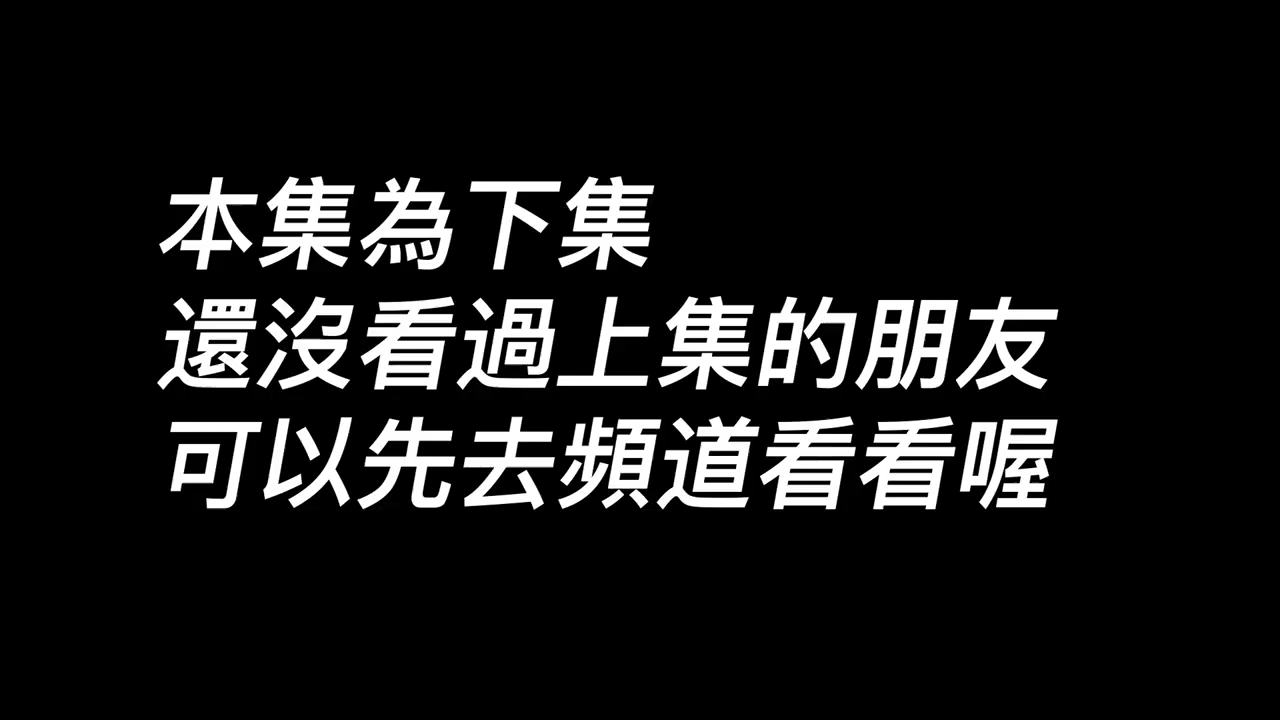 本集為下集
還沒看過上集的朋友
可以先去頻道看看喔